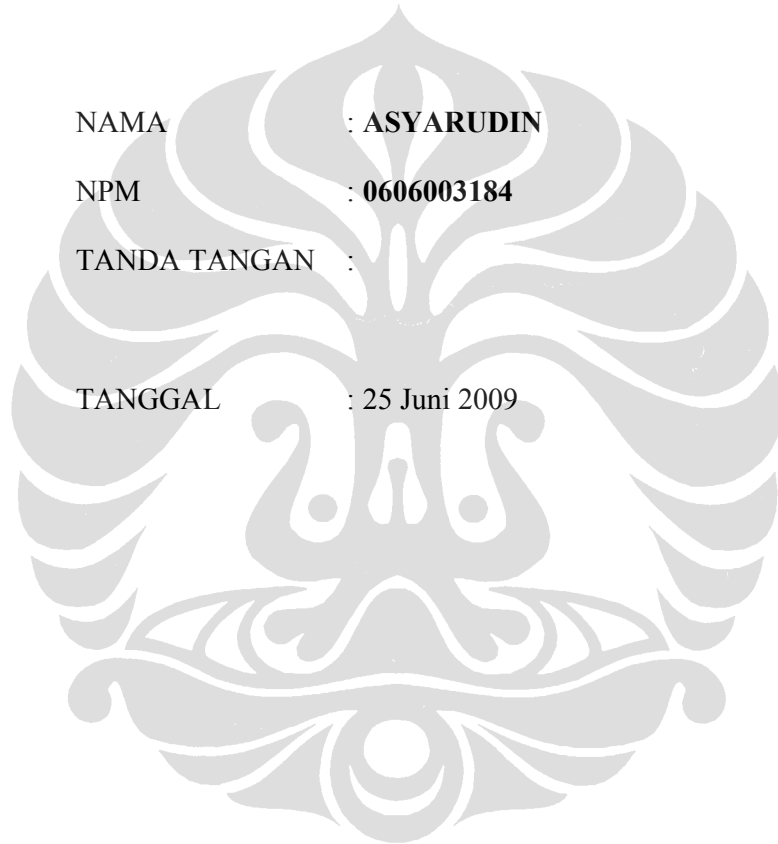 NAMA : ASYARUDIN
NPM : 0606003184
TANDA TANGAN :
TANGGAL : 25 Juni 2009